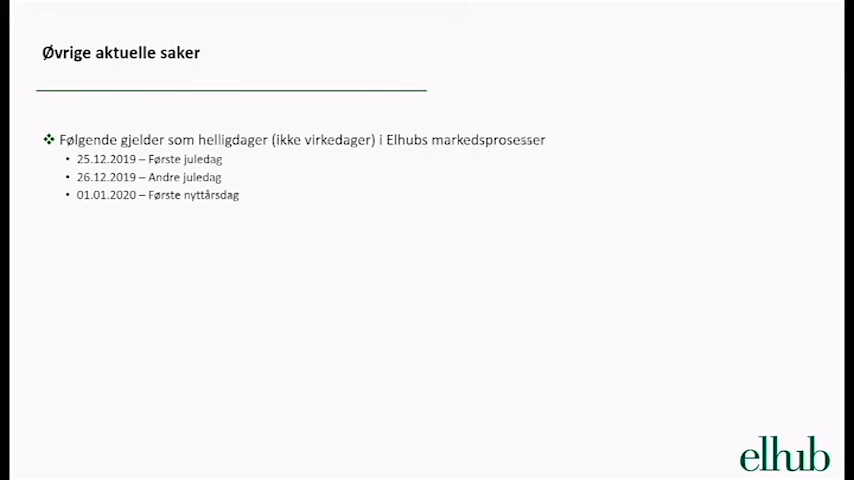 Øvrige aktuelle saker
❖ Følgende gjelder som helligdager (ikke virkedager) i Elhubs markedsprosesser
• 25.12.2019 – Første juledag
• 26.12.2019 – Andre juledag
• 01.01.2020 – Første nyttårsdag
elhub